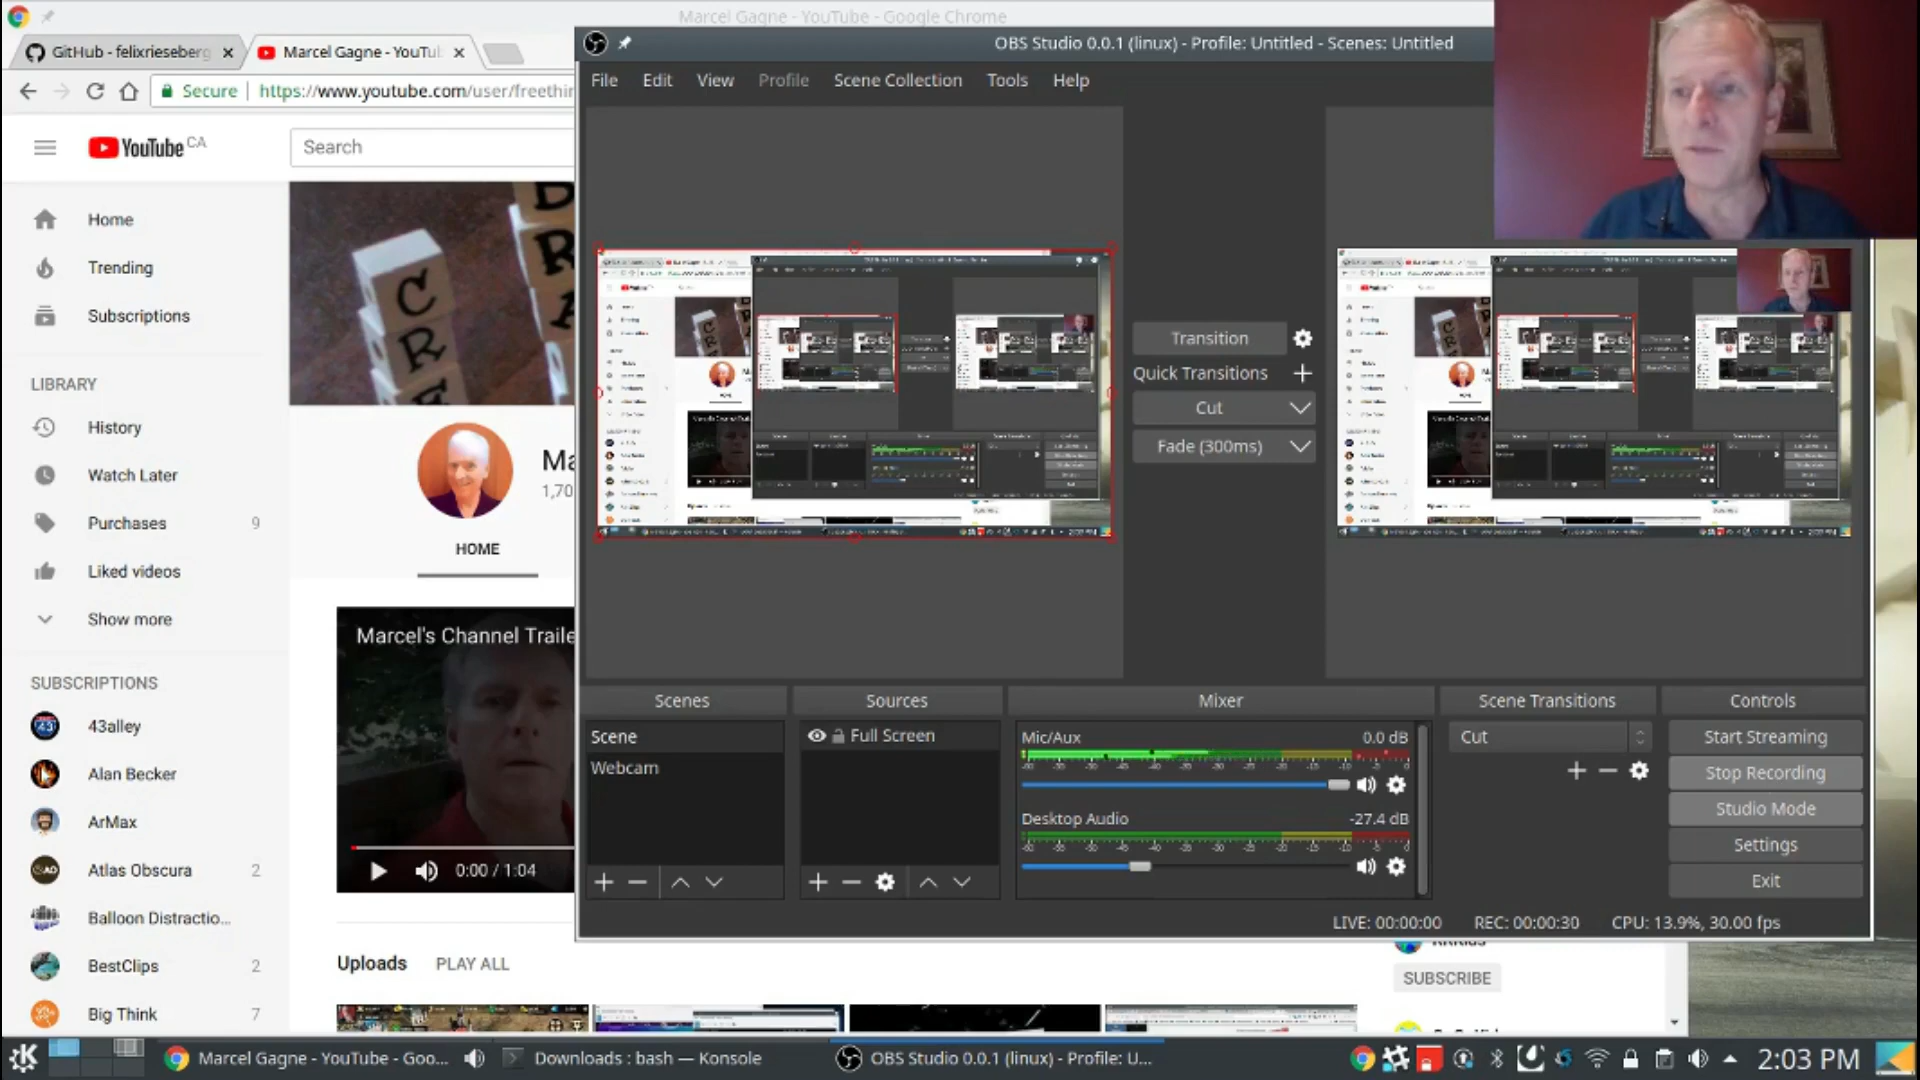 Marcel Gagne - YouTube - Google Chrome
GitHub - felixrieseberg
Marcel Gagne - YouTub
Secure
https://www.youtube.com/user/freethin
YouTube CA
Search
Home
Trending
Subscriptions
LIBRARY
History
Watch Later
Purchases 9
Liked videos
Show more
SUBSCRIPTIONS
43alley
Alan Becker
ArMax
Atlas Obscura 2
Balloon Distractio...
BestClips 2
Big Think 7
C
R
E
D
R
A
Ma
1,70
HOME
Marcel's Channel Traile
0:00 / 1:04
Uploads PLAY ALL
SUBSCRIBE
OBS Studio 0.0.1 (linux) - Profile: Untitled - Scenes: Untitled
File Edit View Profile Scene Collection Tools Help
Transition
Quick Transitions
Cut
Fade (300ms)
Scenes
Scene
Webcam
Sources
Full Screen
Mixer
Mic/Aux 0.0 dB
Desktop Audio -27.4 dB
Scene Transitions
Cut
Controls
Start Streaming
Stop Recording
Studio Mode
Settings
Exit
LIVE: 00:00:00 REC: 00:00:30 CPU: 13.9%, 30.00 fps
Marcel Gagne - YouTube - Goo...
Downloads : bash — Konsole
OBS Studio 0.0.1 (linux) - Profile: U...
2:03 PM